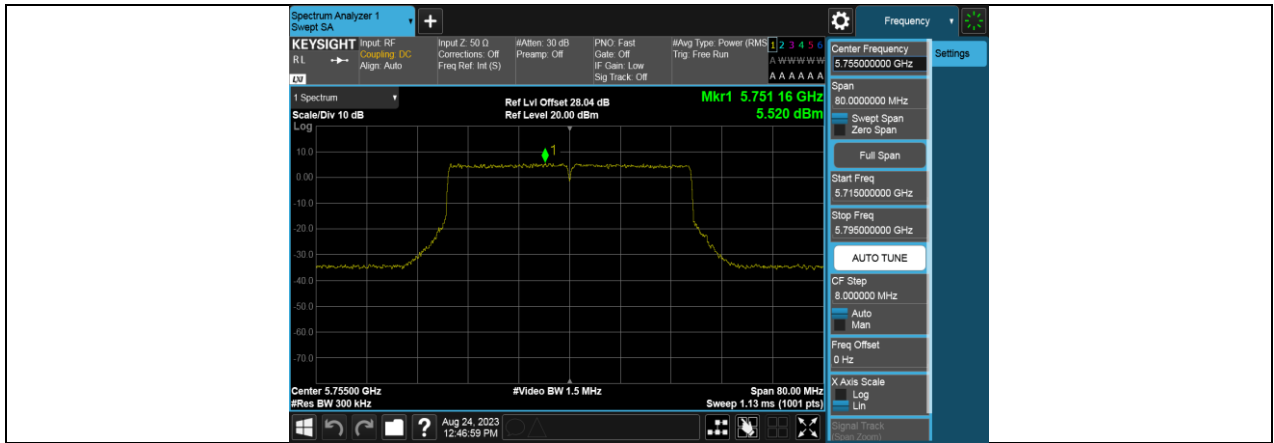 Spectrum Analyzer 1
Swept SA
Frequency
KEYSIGHT
RL
LXI
Input: RF
Coupling: DC
Align: Auto
Input Z: 50 Ω
Corrections: Off
Freq Ref: Int (S)
#Atten: 30 dB
Preamp: Off
PNO: Fast
Gate: Off
IF Gain: Low
Sig Track: Off
#Avg Type: Power (RMS
Trig: Free Run
1 2 3 4 5 6
A W W W W W
A A A A A A
1 Spectrum
Scale/Div 10 dB
Ref Lvl Offset 28.04 dB
Ref Level 20.00 dBm
Mkr1 5.751 16 GHz
5.520 dBm
Log
10.0
0.00
-10.0
-20.0
-30.0
-40.0
-50.0
-60.0
-70.0
1
Center 5.75500 GHz
#Res BW 300 kHz
#Video BW 1.5 MHz
Span 80.00 MHz
Sweep 1.13 ms (1001 pts)
Center Frequency
5.755000000 GHz
Span
80.0000000 MHz
Swept Span
Zero Span
Full Span
Start Freq
5.715000000 GHz
Stop Freq
5.795000000 GHz
AUTO TUNE
CF Step
8.000000 MHz
Auto
Man
Freq Offset
0 Hz
X Axis Scale
Log
Lin
Signal Track
(Span Zoom)
Settings
?
Aug 24, 2023
12:46:59 PM